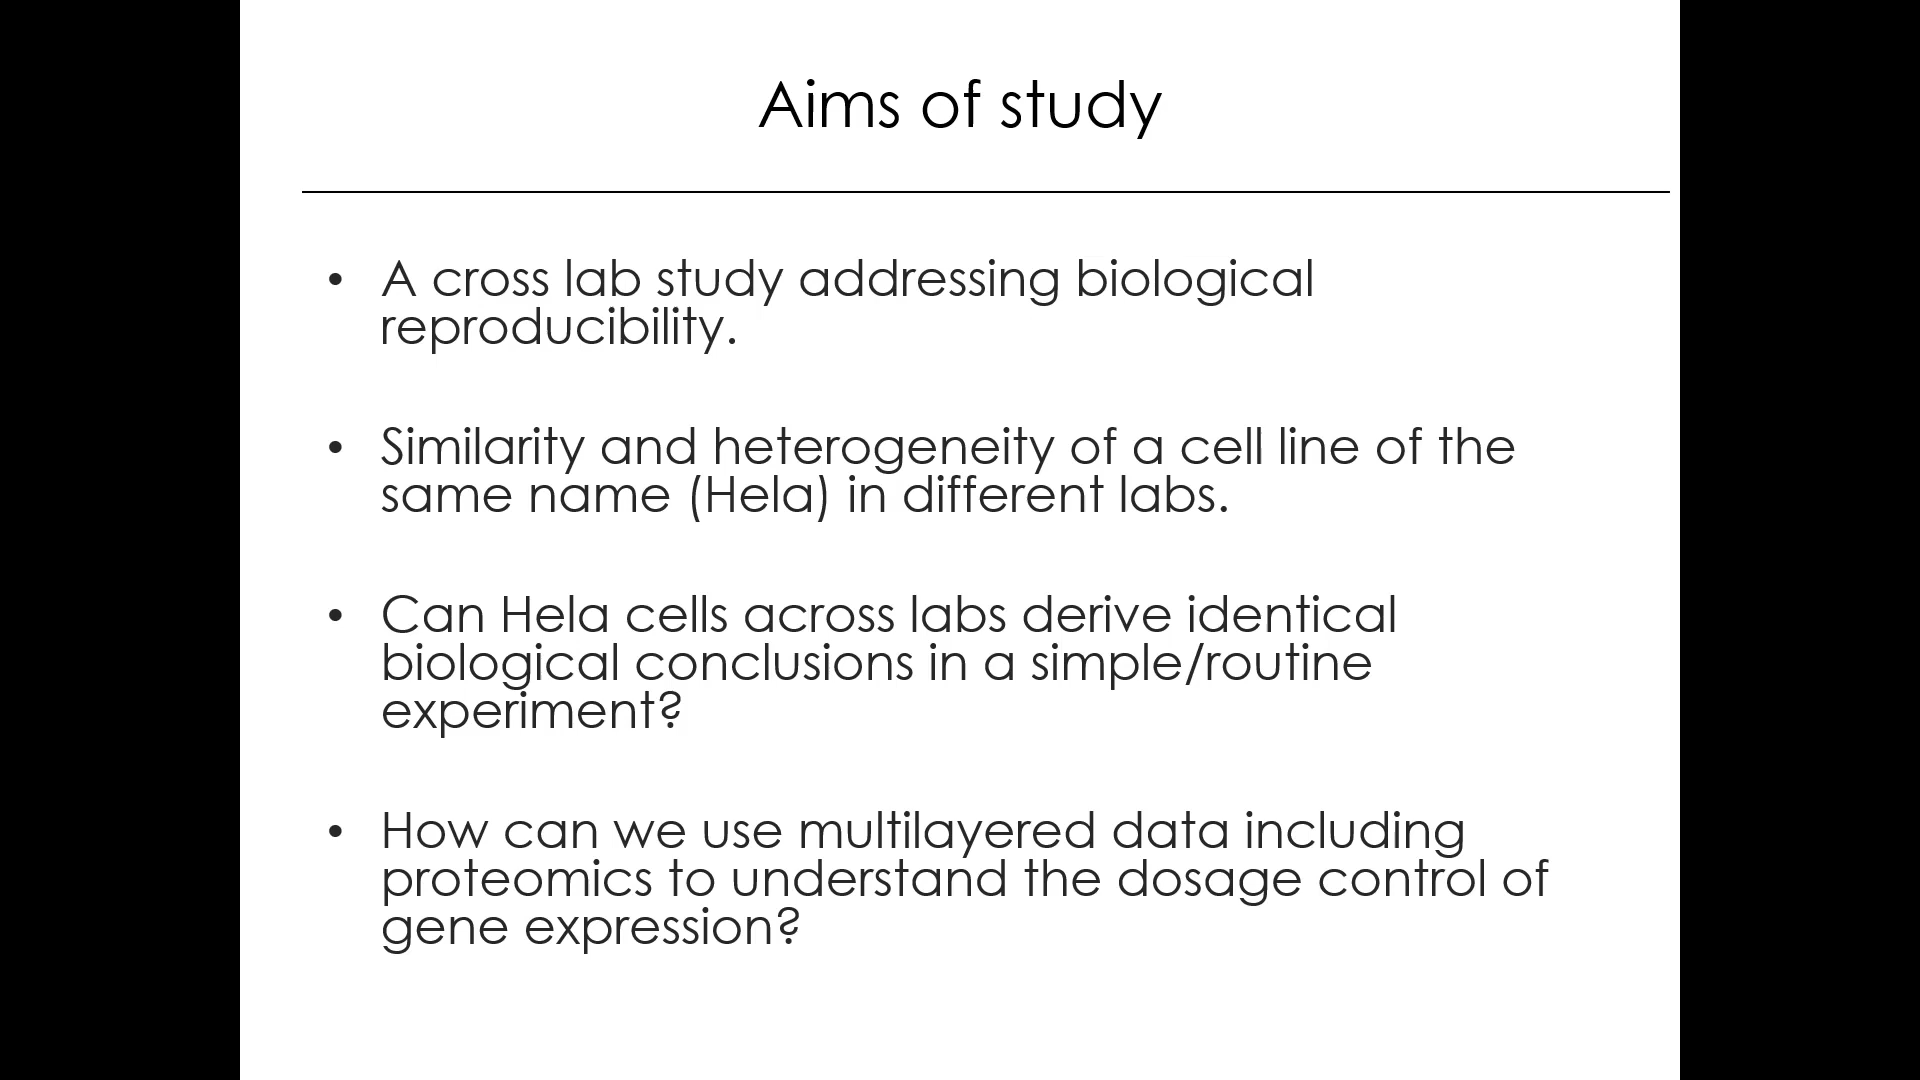 Aims of study
• A cross lab study addressing biological
reproducibility.
• Similarity and heterogeneity of a cell line of the
same name (Hela) in different labs.
• Can Hela cells across labs derive identical
biological conclusions in a simple/routine
experiment?
• How can we use multilayered data including
proteomics to understand the dosage control of
gene expression?